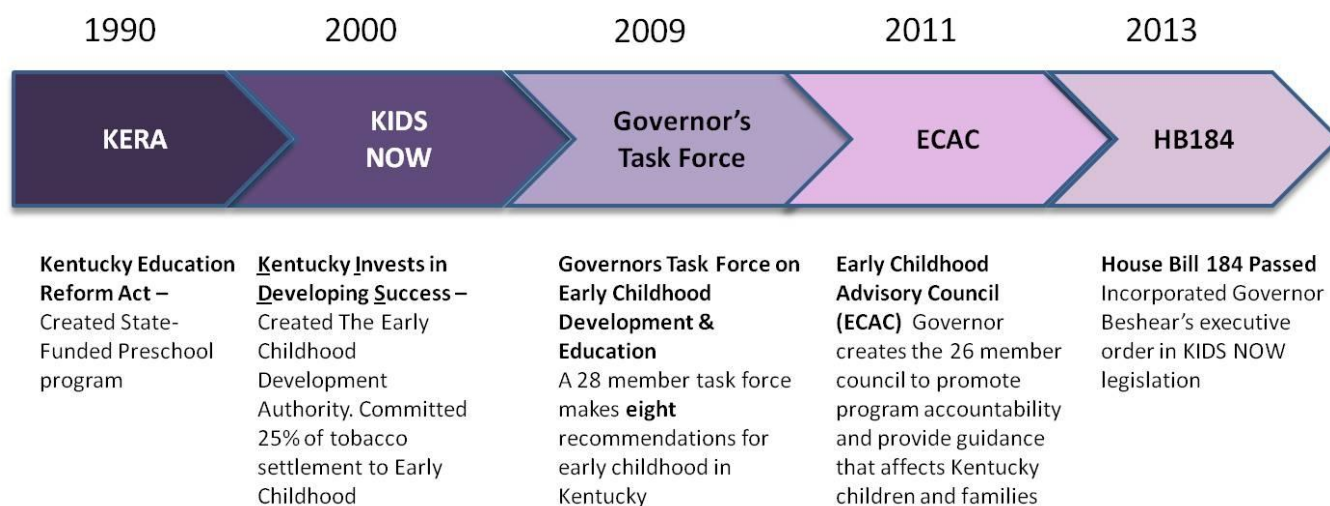 1990
2000
2009
2011
2013
KERA
KIDS
NOW
Governor's
Task Force
ECAC
HB184
Kentucky Education
Reform Act –
Created State-
Funded Preschool
program
Kentucky Invests in
Developing Success –
Created The Early
Childhood
Development
Authority. Committed
25% of tobacco
settlement to Early
Childhood
Governors Task Force on
Early Childhood
Development &
Education
A 28 member task force
makes eight
recommendations for
early childhood in
Kentucky
Early Childhood
Advisory Council
(ECAC) Governor
creates the 26 member
council to promote
program accountability
and provide guidance
that affects Kentucky
children and families
House Bill 184 Passed
Incorporated Governor
Beshear's executive
order in KIDS NOW
legislation